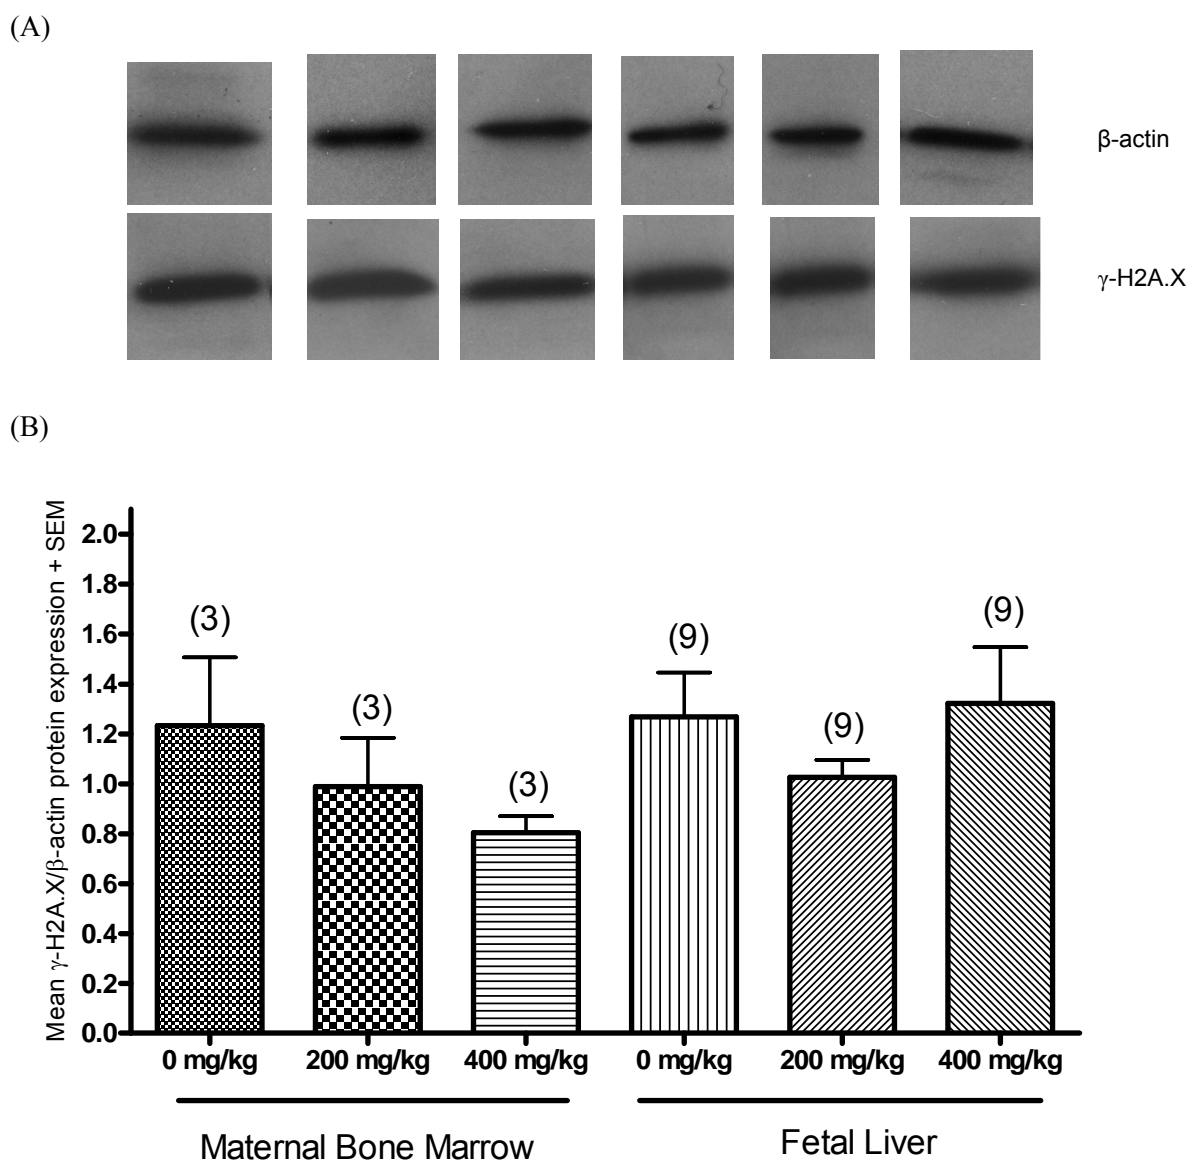 (A)
β-actin
γ-H2A.X
(B)
Mean γ-H2A.X/β-actin protein expression + SEM
2.0
1.8
1.6
1.4
1.2
1.0
0.8
0.6
0.4
0.2
0.0
(3)
(3)
(3)
(9)
(9)
(9)
0 mg/kg 200 mg/kg 400 mg/kg 0 mg/kg 200 mg/kg 400 mg/kg
Maternal Bone Marrow Fetal Liver